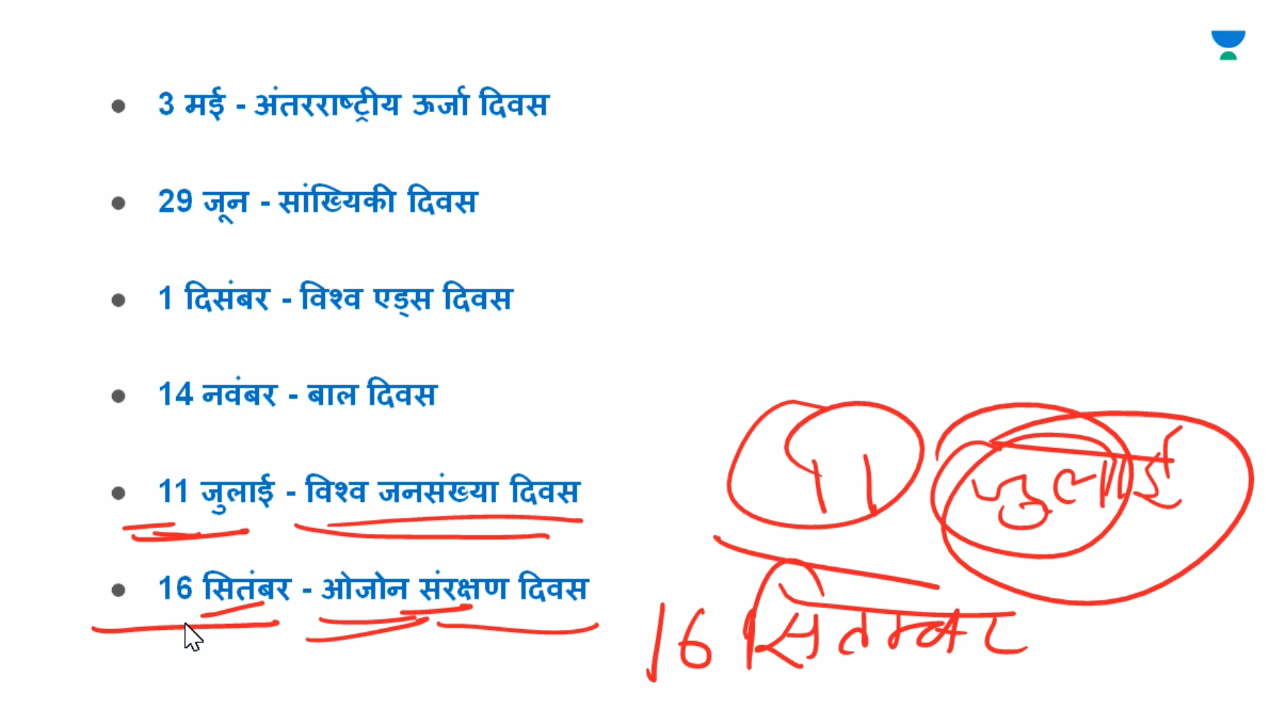 3 मई - अंतरराष्ट्रीय ऊर्जा दिवस
29 जून - सांख्यिकी दिवस
1 दिसंबर - विश्व एड्स दिवस
14 नवंबर - बाल दिवस
11 जुलाई - विश्व जनसंख्या दिवस
16 सितंबर - ओजोन संरक्षण दिवस
11 जुलाई
16 सितम्बर